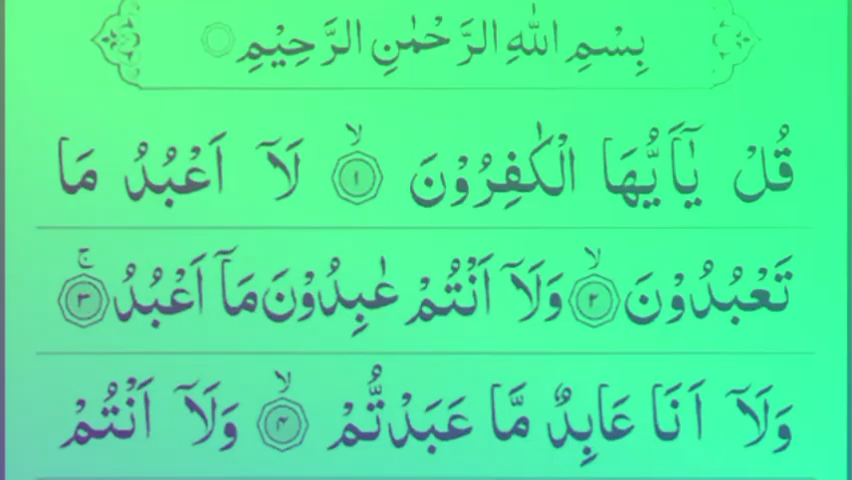 بِسْمِ اللّٰهِ الرَّحْمٰنِ الرَّحِيْمِ
قُلْ يٰٓاَيُّهَا الْكٰفِرُوْنَ ۙ‏﴿۱﴾ لَاۤ اَعْبُدُ مَا
تَعْبُدُوْنَ ۙ‏﴿۲﴾ وَلَاۤ اَنْتُمْ عٰبِدُوْنَ مَاۤ اَعْبُدُ ۚ‏﴿۳﴾
وَلَاۤ اَنَا عَابِدٌ مَّا عَبَدْتُّمْ ۙ‏﴿۴﴾ وَلَاۤ اَنْتُمْ